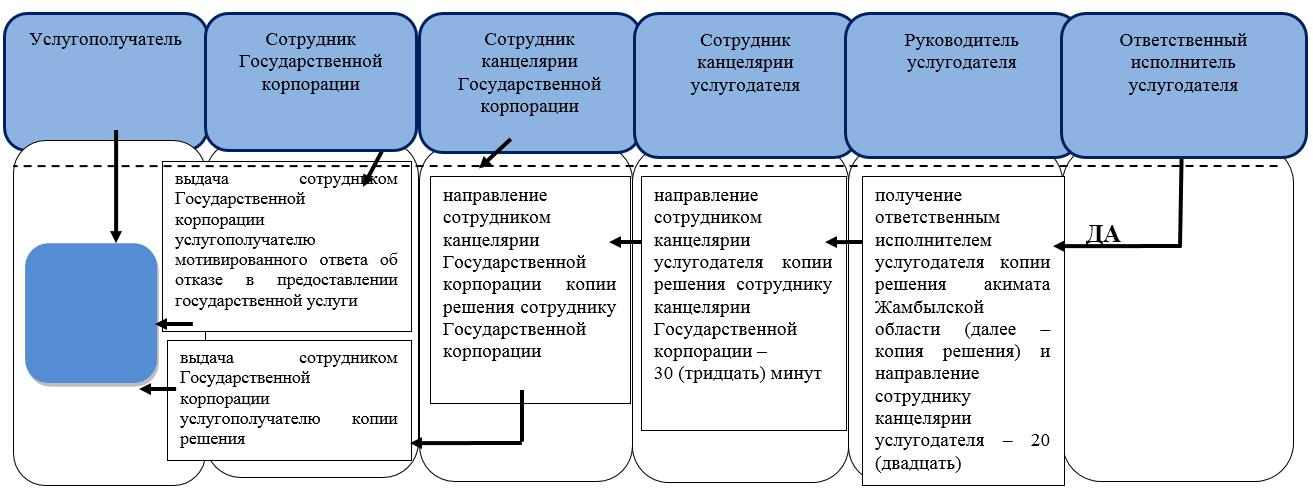 Услугополучатель
Сотрудник
Государственной
корпорации
Сотрудник
канцелярии
Государственной
корпорации
Сотрудник
канцелярии
услугодателя
Руководитель
услугодателя
Ответственный
исполнитель
услугодателя
выдача сотрудником
Государственной
корпорации
услугополучателю
мотивированного ответа об
отказе в предоставлении
государственной услуги
выдача сотрудником
Государственной
корпорации
услугополучателю копии
решения
направление
сотрудником
канцелярии
Государственной
корпорации копии
решения сотруднику
Государственной
корпорации
направление
сотрудником
канцелярии
услугодателя копии
решения сотруднику
канцелярии
Государственной
корпорации –
30 (тридцать) минут
получение
ответственным
исполнителем
услугодателя копии
решения акимата
Жамбылской
области (далее –
копия решения) и
направление
сотруднику
канцелярии
услугодателя – 20
(двадцать)
ДА